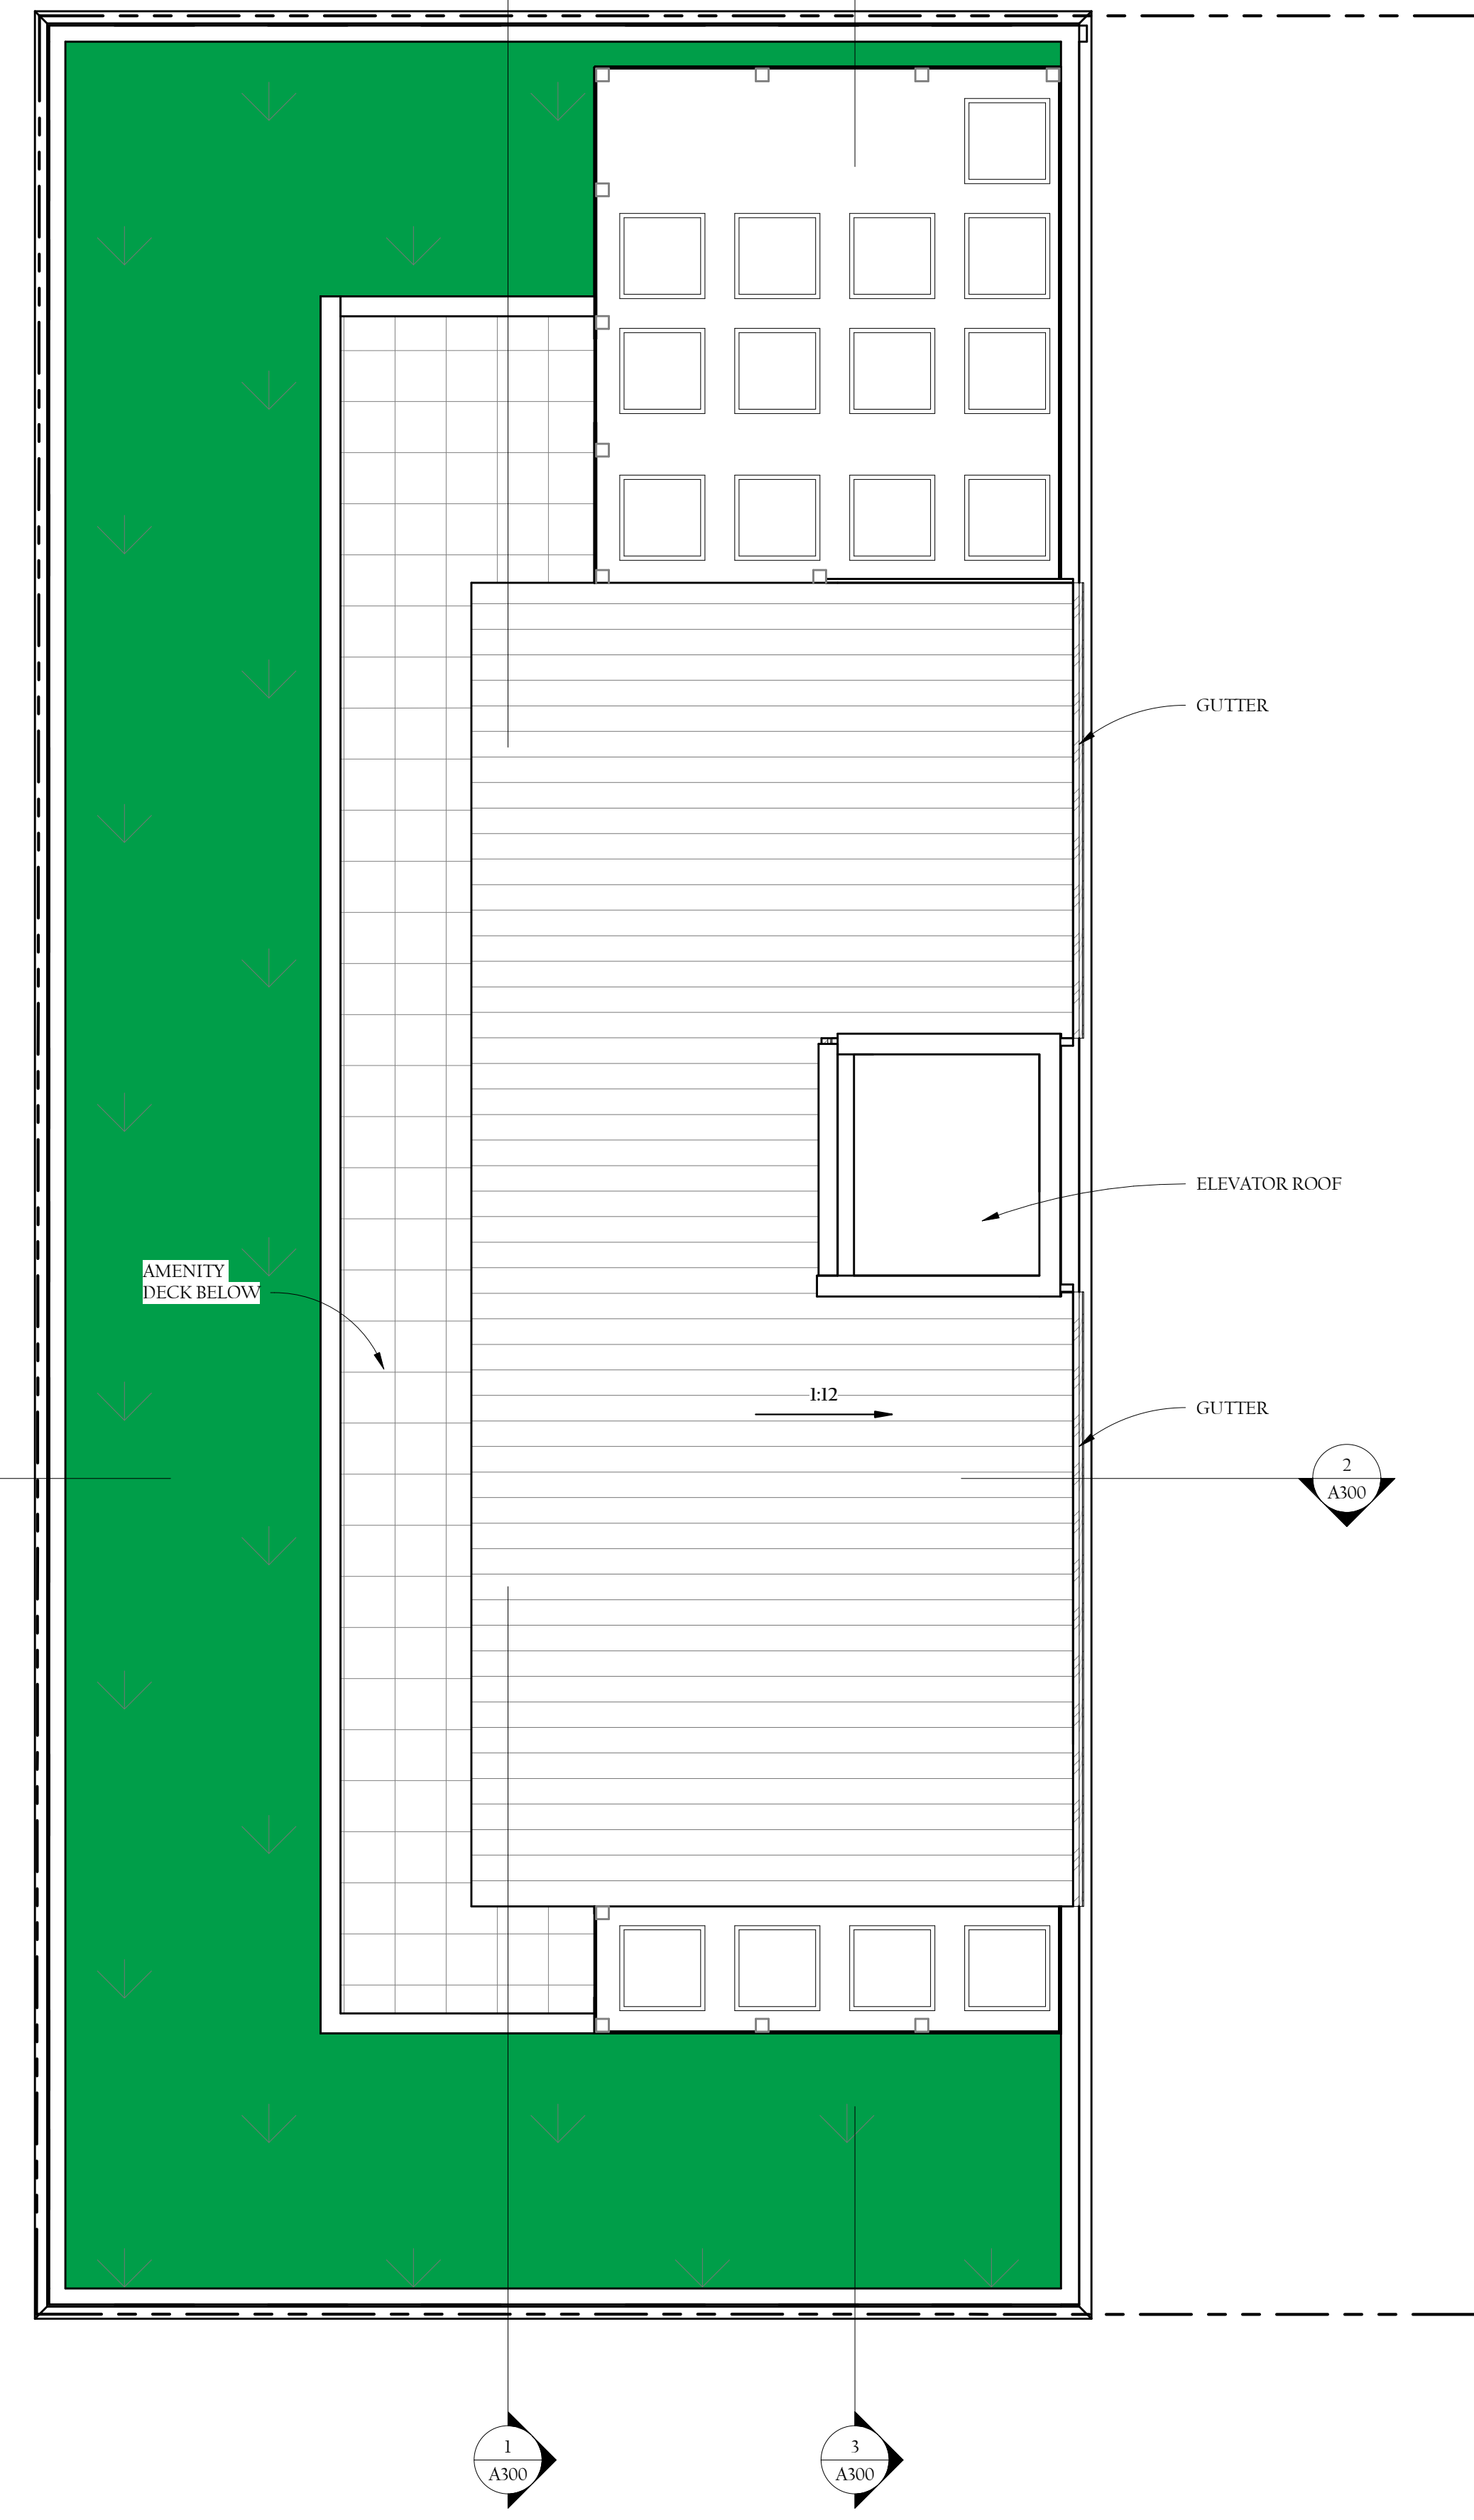 GUTTER
ELEVATOR ROOF
AMENITY
DECK BELOW
1:12
GUTTER
2
A300
1
A300
3
A300